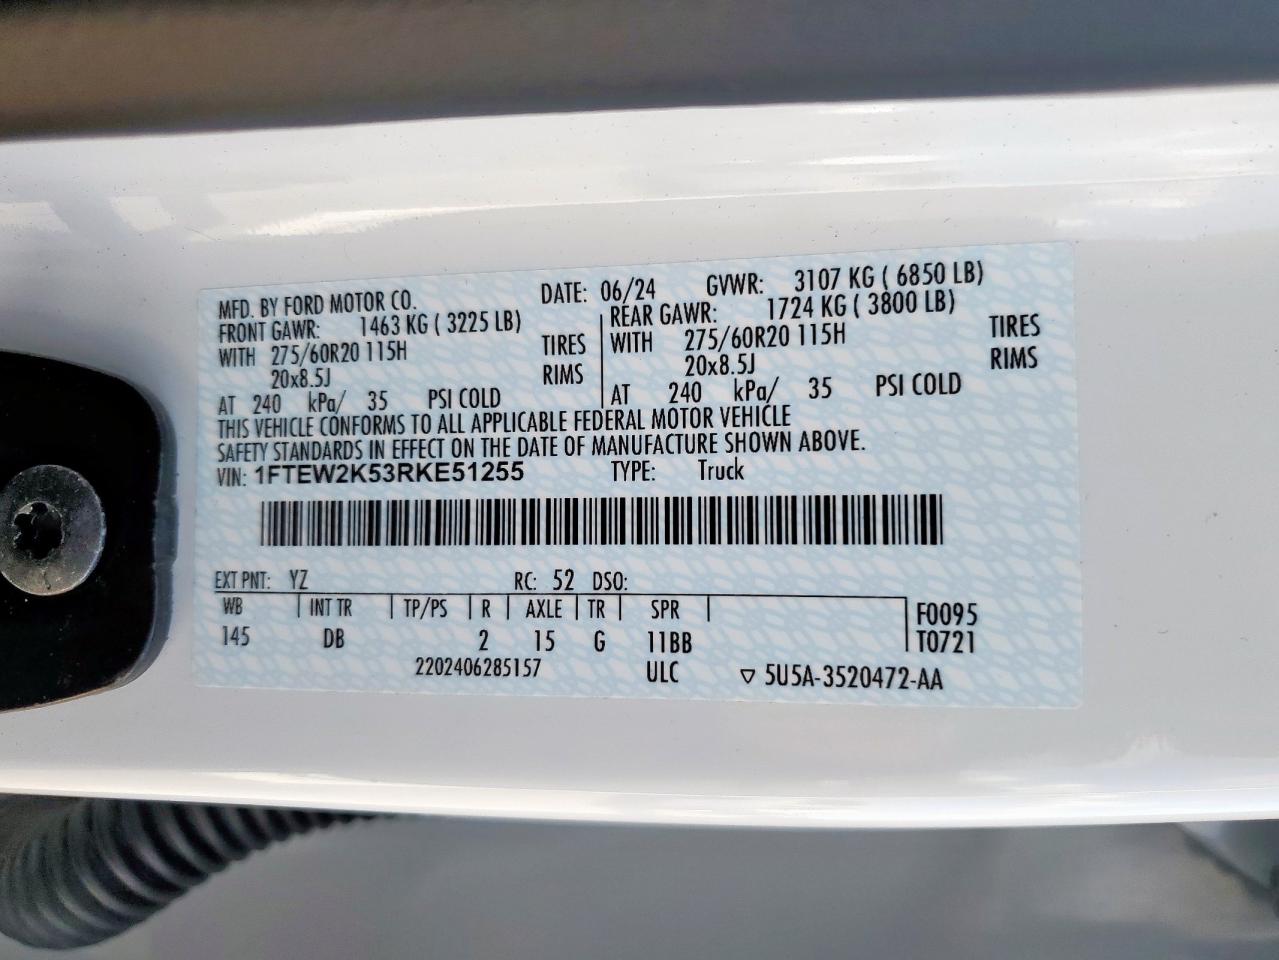 MFD. BY FORD MOTOR CO. DATE: 06/24 GVWR: 3107 KG ( 6850 LB)
FRONT GAWR: 1463 KG ( 3225 LB) REAR GAWR: 1724 KG ( 3800 LB)
WITH 275/60R20 115H TIRES WITH 275/60R20 115H TIRES
20x8.5J RIMS 20x8.5J RIMS
AT 240 kPa/ 35 PSI COLD AT 240 kPa/ 35 PSI COLD
THIS VEHICLE CONFORMS TO ALL APPLICABLE FEDERAL MOTOR VEHICLE
SAFETY STANDARDS IN EFFECT ON THE DATE OF MANUFACTURE SHOWN ABOVE.
VIN: 1FTEW2K53RKE51255 TYPE: Truck
EXT PNT: YZ RC: 52 DSO:
WB INT TR TP/PS R AXLE TR SPR F0095
145 DB 2 15 G 11BB T0721
2202406285157 ULC ▽ 5U5A-3520472-AA